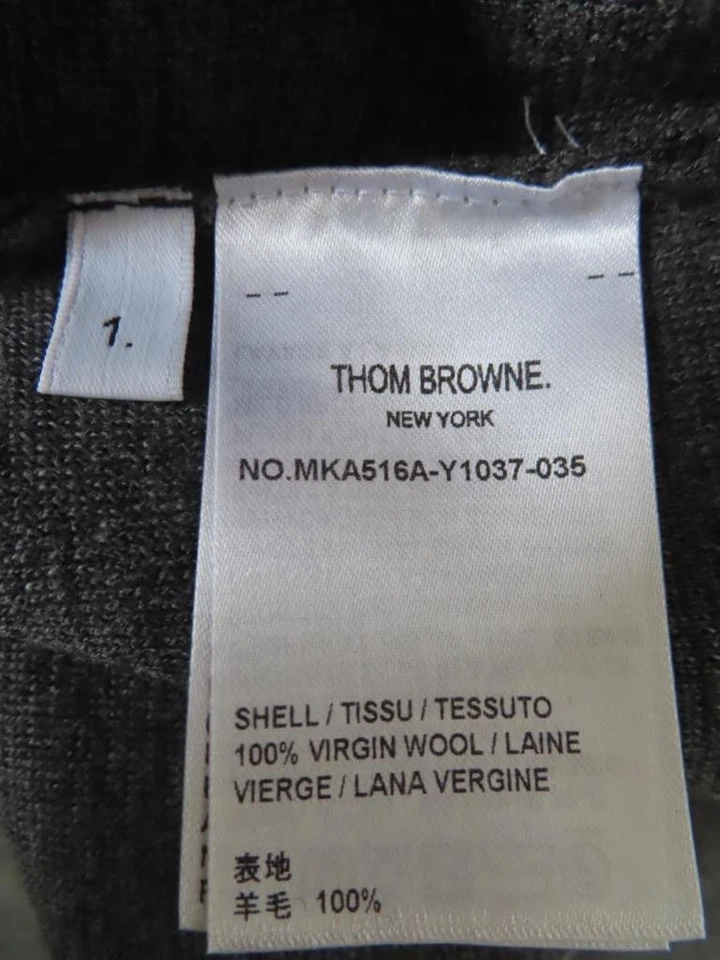 1.
THOM BROWNE.
NEW YORK
NO.MKA516A-Y1037-035
SHELL / TISSU / TESSUTO
100% VIRGIN WOOL / LAINE
VIERGE / LANA VERGINE
表地
羊毛 100%